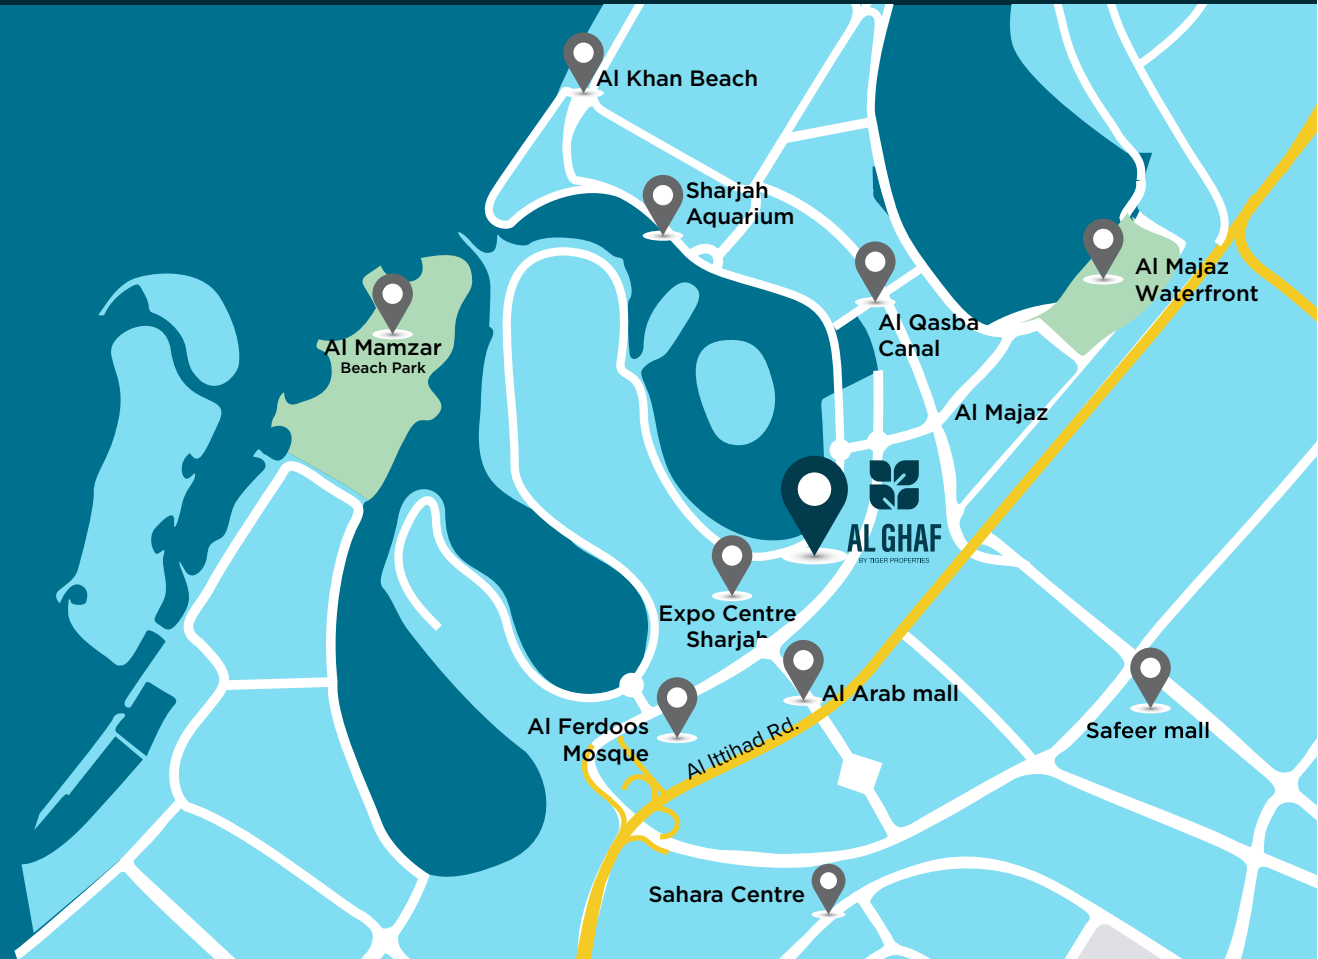 Al Khan Beach
Sharjah
Aquarium
Al Majaz
Waterfront
Al Qasba
Canal
Al Mamzar
Beach Park
Al Majaz
AL GHAF
BY TIGER PROPERTIES
Expo Centre
Sharjah
Al Arab mall
Al Ferdoos
Mosque
Al Ittihad Rd.
Safeer mall
Sahara Centre